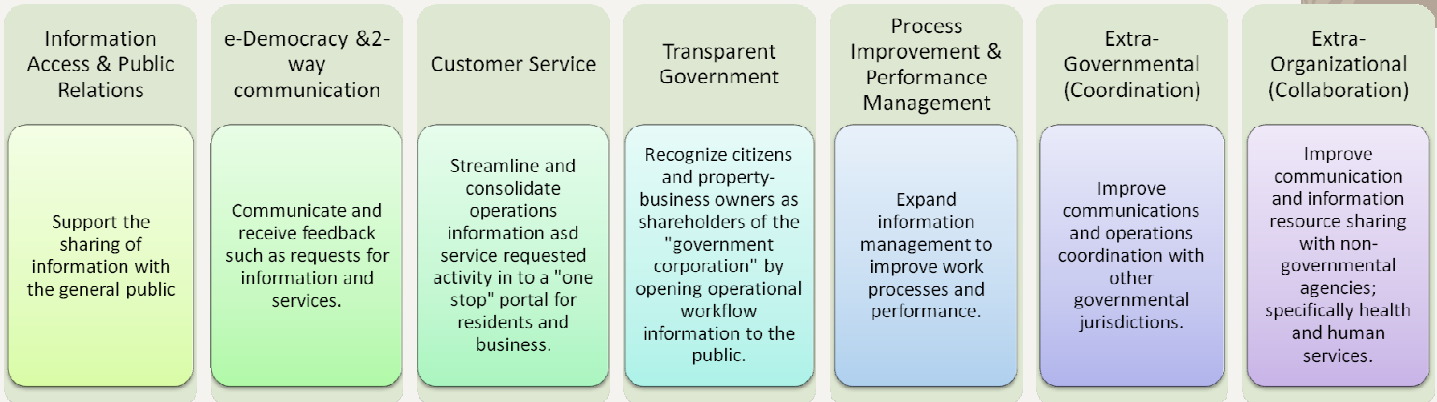 Information
Access & Public
Relations
Support the
sharing of
information with
the general public
e-Democracy &2-
way
communication
Communicate and
receive feedback
such as requests for
information and
services.
Customer Service
Streamline and
consolidate
operations
information asd
service requested
activity in to a "one
stop" portal for
residents and
business.
Transparent
Government
Recognize citizens
and property-
business owners as
shareholders of the
"government
corporation" by
opening operational
workflow
information to the
public.
Process
Improvement &
Performance
Management
Expand
information
management to
improve work
processes and
performance.
Extra-
Governmental
(Coordination)
Improve
communications
and operations
coordination with
other
governmental
jurisdictions.
Extra-
Organizational
(Collaboration)
Improve
communication
and information
resource sharing
with non-
governmental
agencies;
specifically health
and human
services.